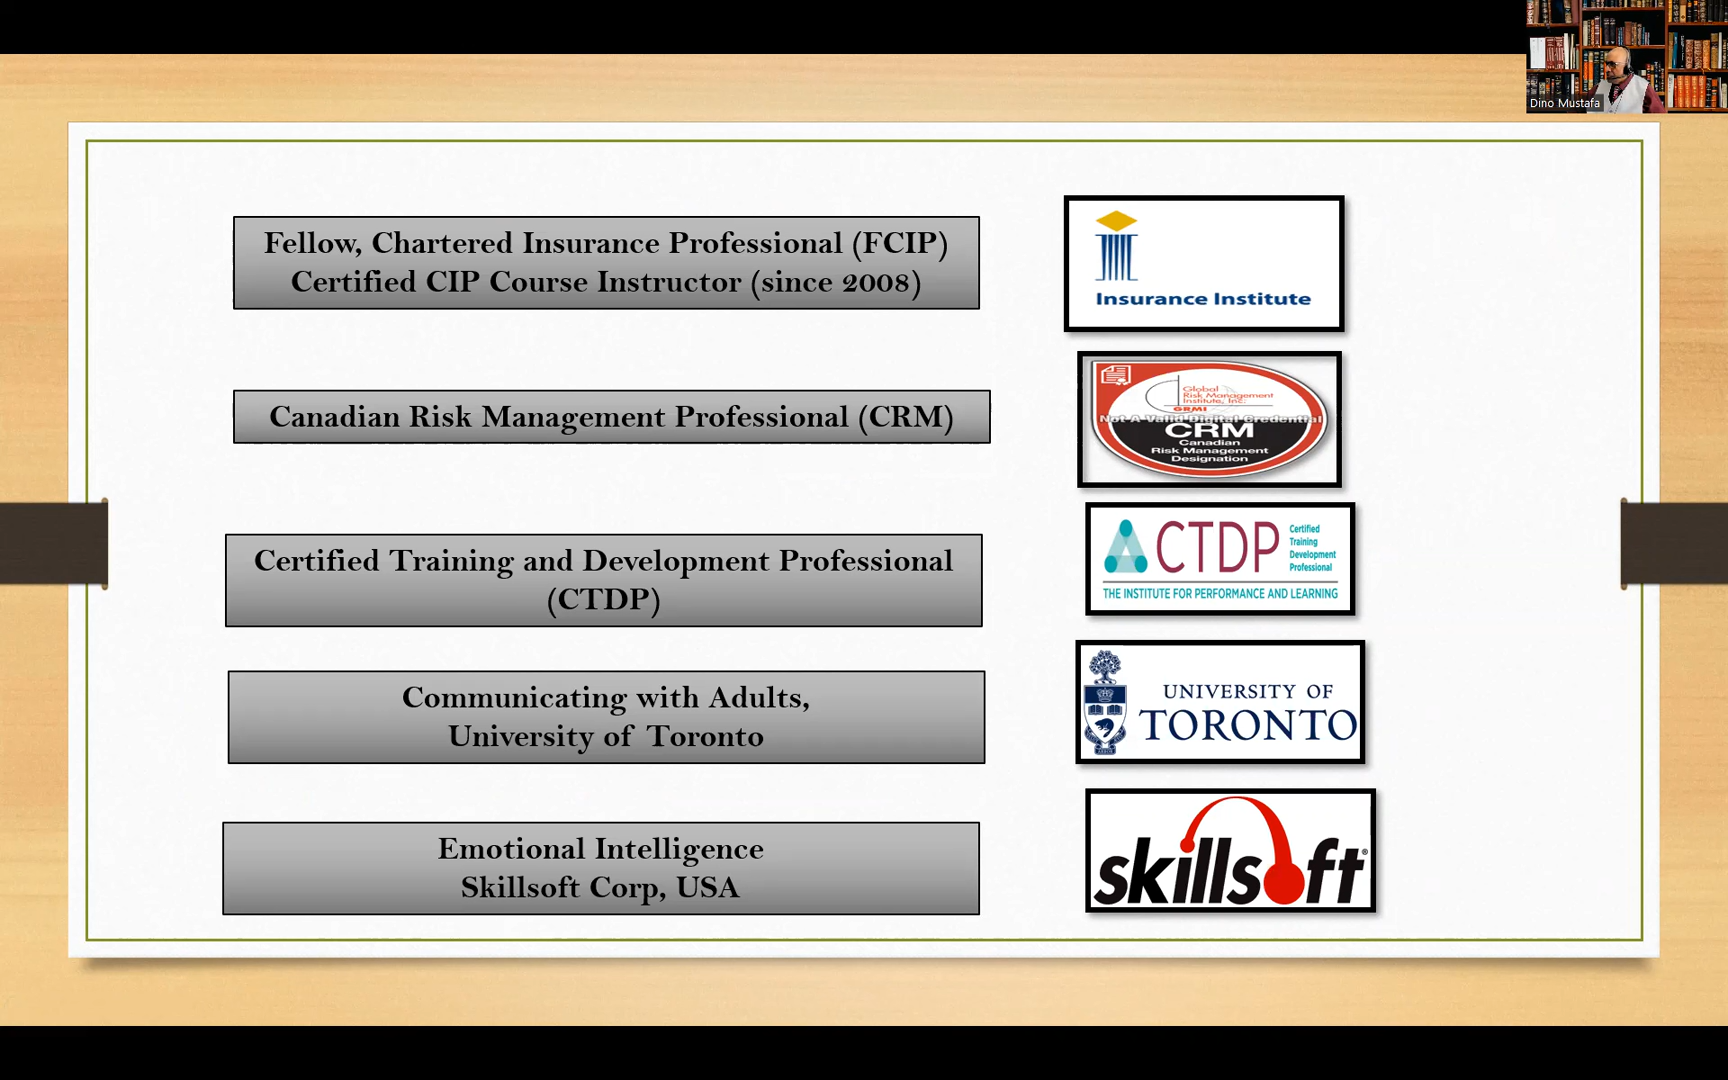 Dino Mustafa
Fellow, Chartered Insurance Professional (FCIP)
Certified CIP Course Instructor (since 2008)
Insurance Institute
Canadian Risk Management Professional (CRM)
Global
Risk Management
Institute, Inc.
GRMI
Not A Valid Digital Credential
CRM
Canadian
Risk Management
Designation
Certified Training and Development Professional
(CTDP)
CTDP
Certified
Training
Development
Professional
THE INSTITUTE FOR PERFORMANCE AND LEARNING
Communicating with Adults,
University of Toronto
UNIVERSITY OF
TORONTO
Emotional Intelligence
Skillsoft Corp, USA
skillsoft®